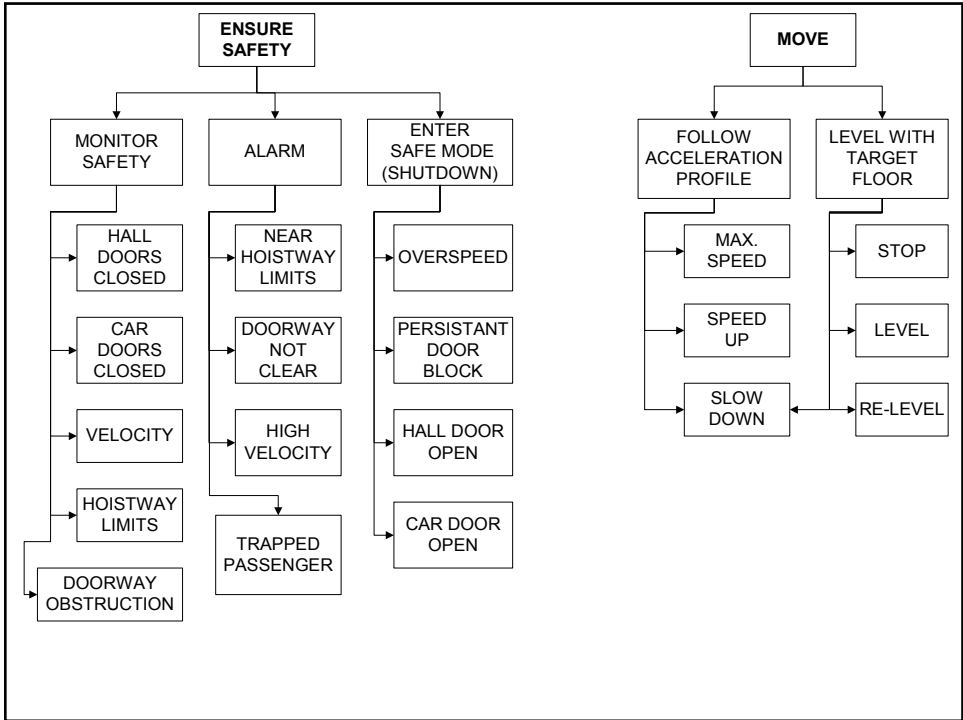 ENSURE
SAFETY
MONITOR
SAFETY
HALL
DOORS
CLOSED
CAR
DOORS
CLOSED
VELOCITY
HOISTWAY
LIMITS
DOORWAY
OBSTRUCTION
ALARM
NEAR
HOISTWAY
LIMITS
DOORWAY
NOT
CLEAR
HIGH
VELOCITY
TRAPPED
PASSENGER
ENTER
SAFE MODE
(SHUTDOWN)
OVERSPEED
PERSISTANT
DOOR
BLOCK
HALL DOOR
OPEN
CAR DOOR
OPEN
MOVE
FOLLOW
ACCELERATION
PROFILE
MAX.
SPEED
SPEED
UP
SLOW
DOWN
LEVEL WITH
TARGET
FLOOR
STOP
LEVEL
RE-LEVEL